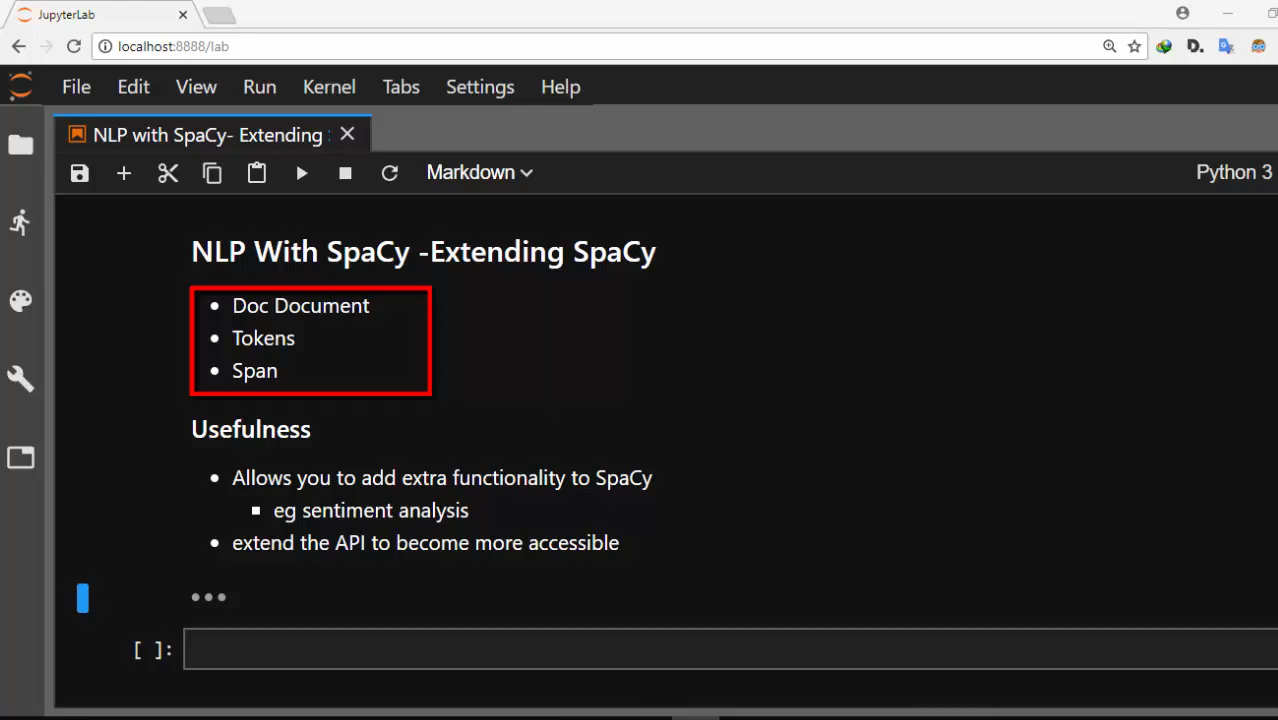 JupyterLab
localhost:8888/lab
D.
File Edit View Run Kernel Tabs Settings Help
NLP with SpaCy- Extending
Markdown
Python 3
NLP With SpaCy -Extending SpaCy
• Doc Document
• Tokens
• Span
Usefulness
• Allows you to add extra functionality to SpaCy
▪ eg sentiment analysis
• extend the API to become more accessible
•••
[ ]: